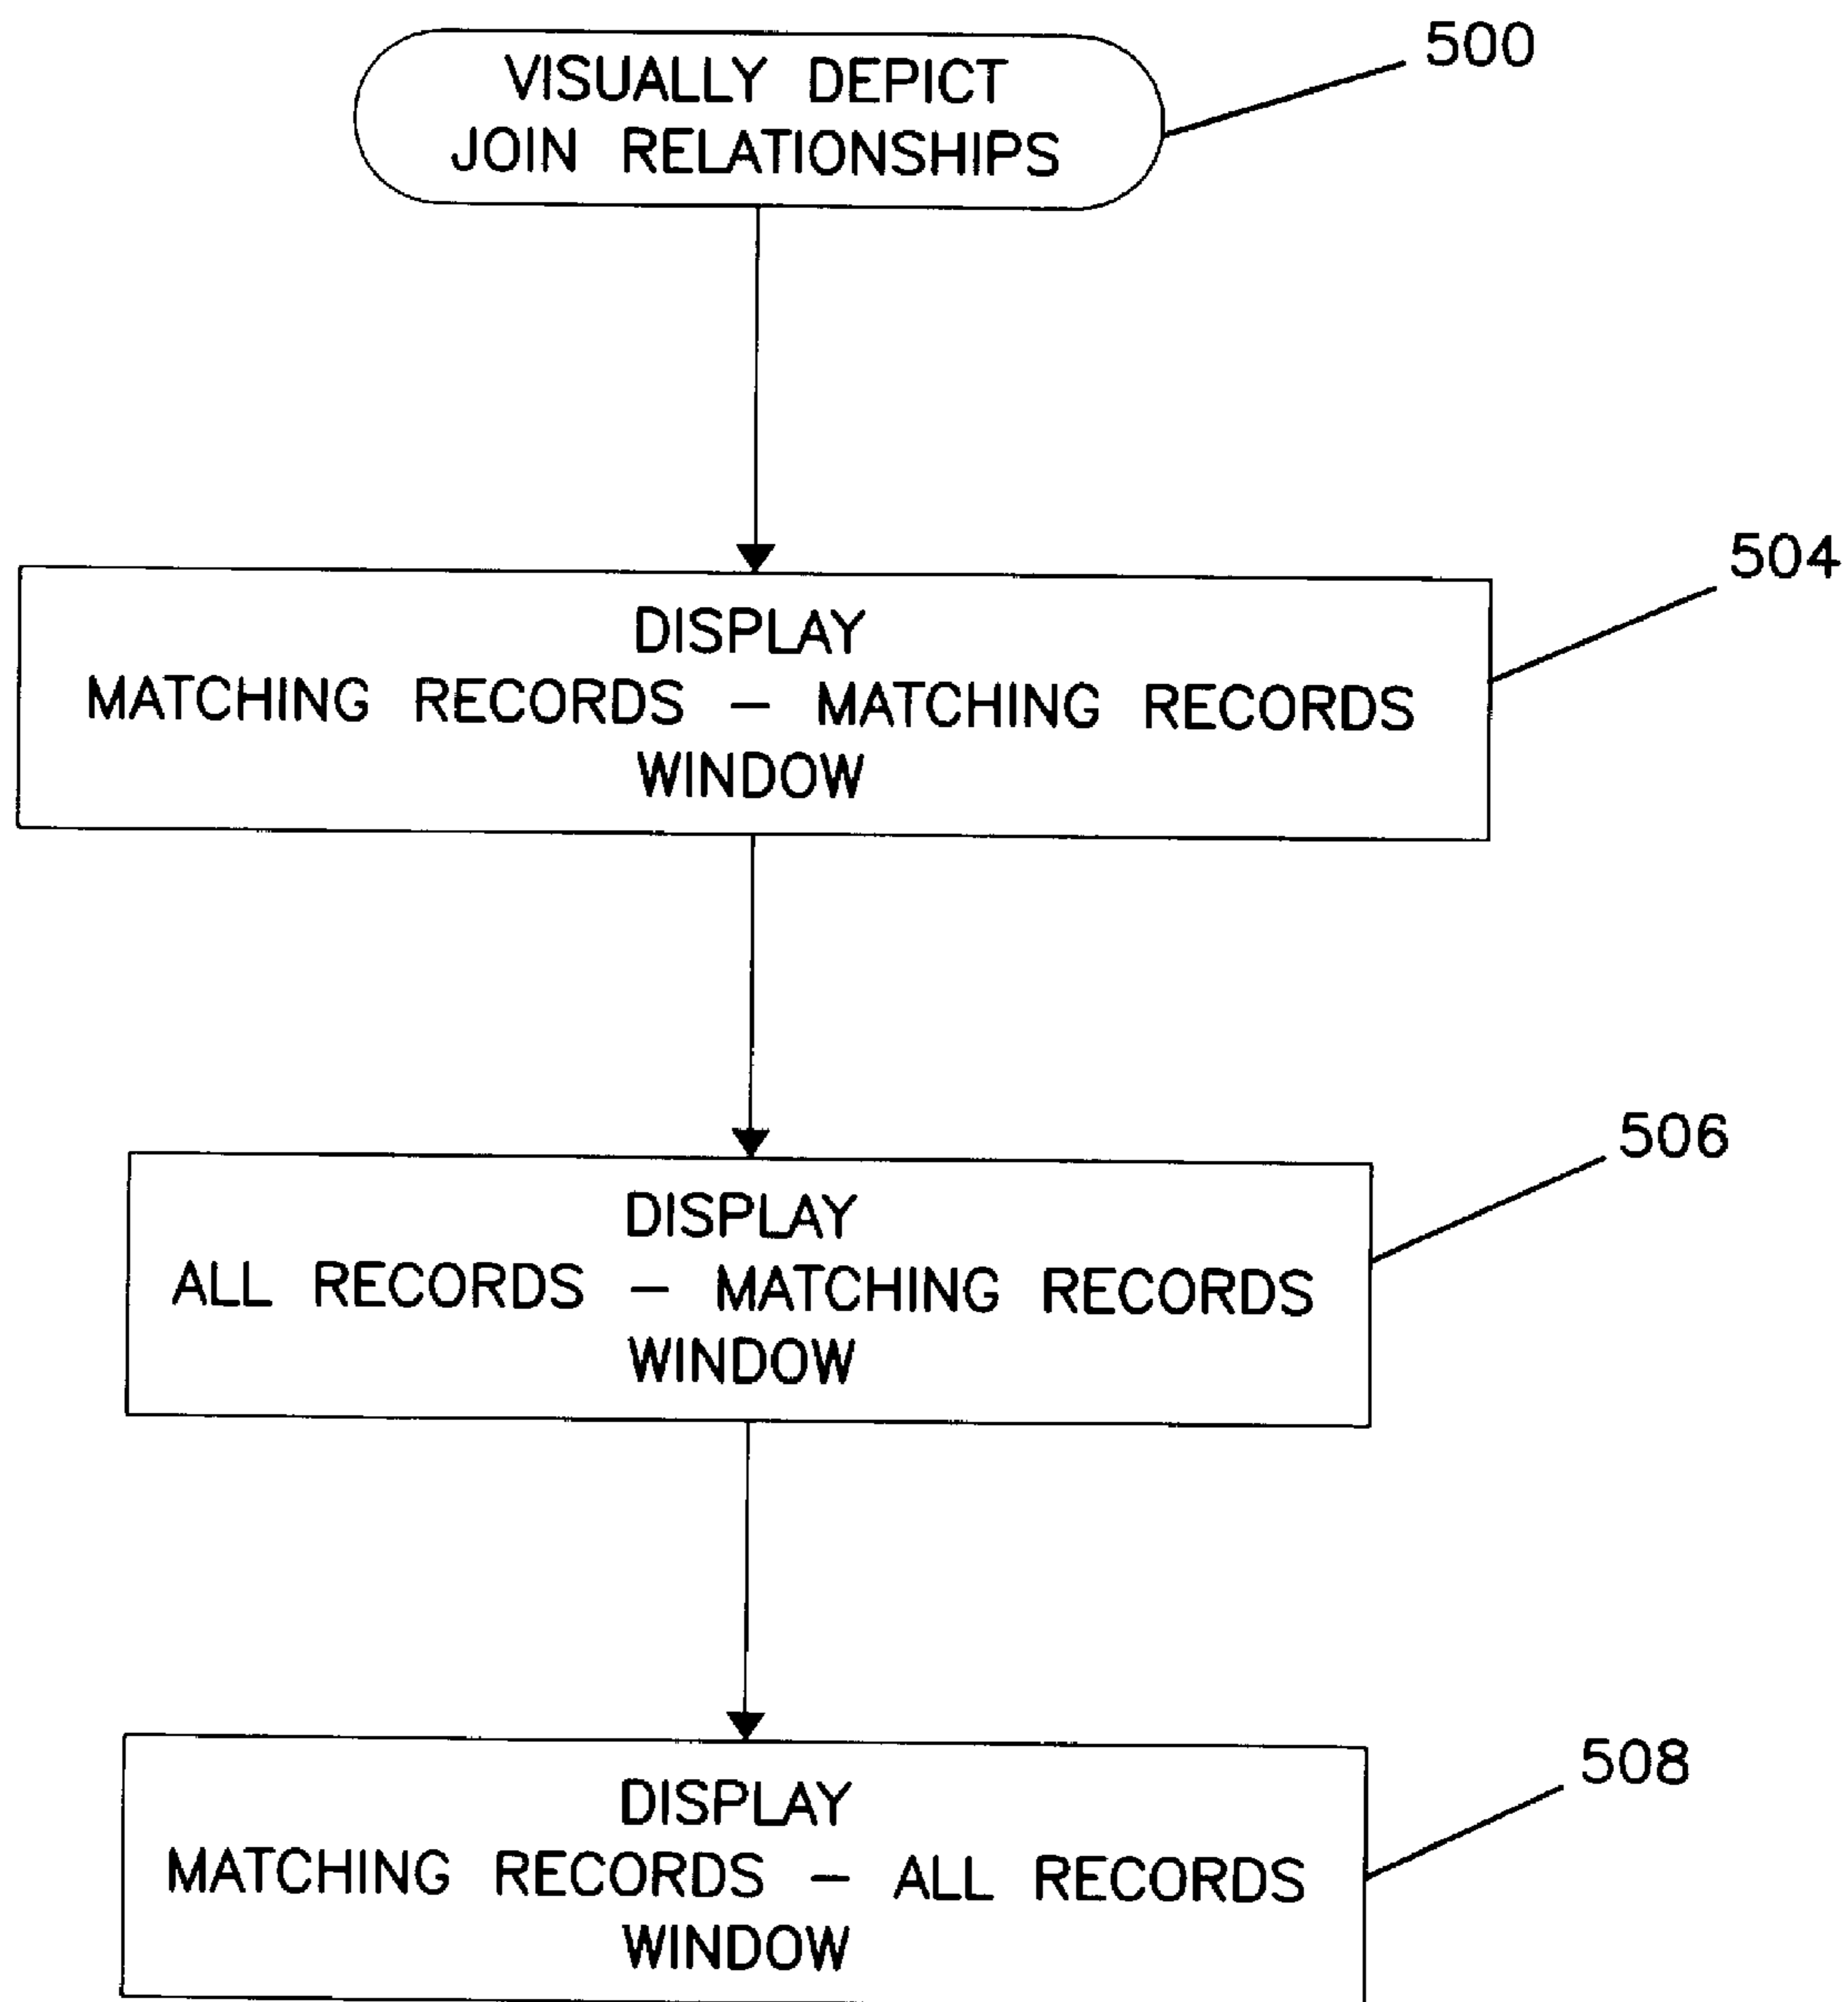 500
VISUALLY DEPICT
JOIN RELATIONSHIPS
504
DISPLAY
MATCHING RECORDS – MATCHING RECORDS
WINDOW
506
DISPLAY
ALL RECORDS – MATCHING RECORDS
WINDOW
508
DISPLAY
MATCHING RECORDS – ALL RECORDS
WINDOW